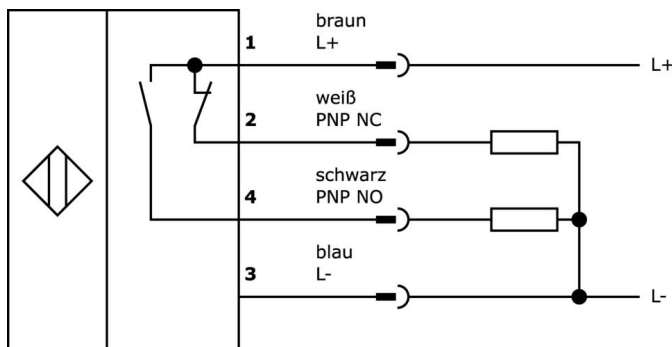 braun
1 L+
L+
weiß
2 PNP NC
schwarz
4 PNP NO
blau
3 L-
L-